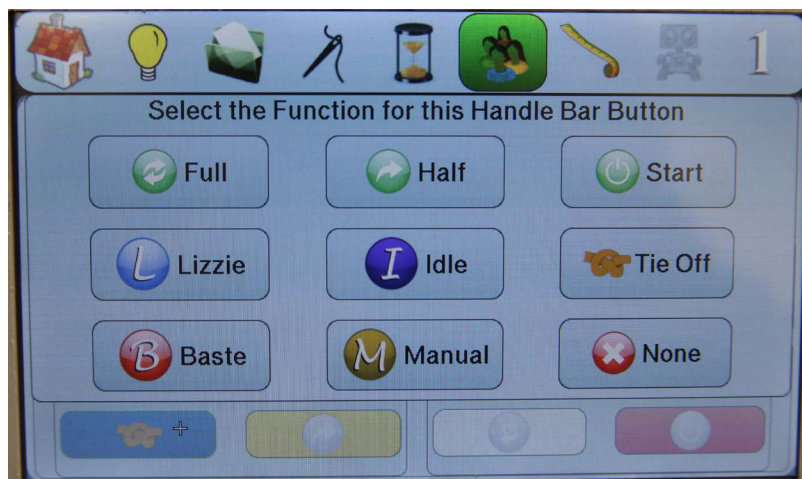 1
Select the Function for this Handle Bar Button
Full
Half
Start
L Lizzie
I Idle
Tie Off
B Baste
M Manual
None